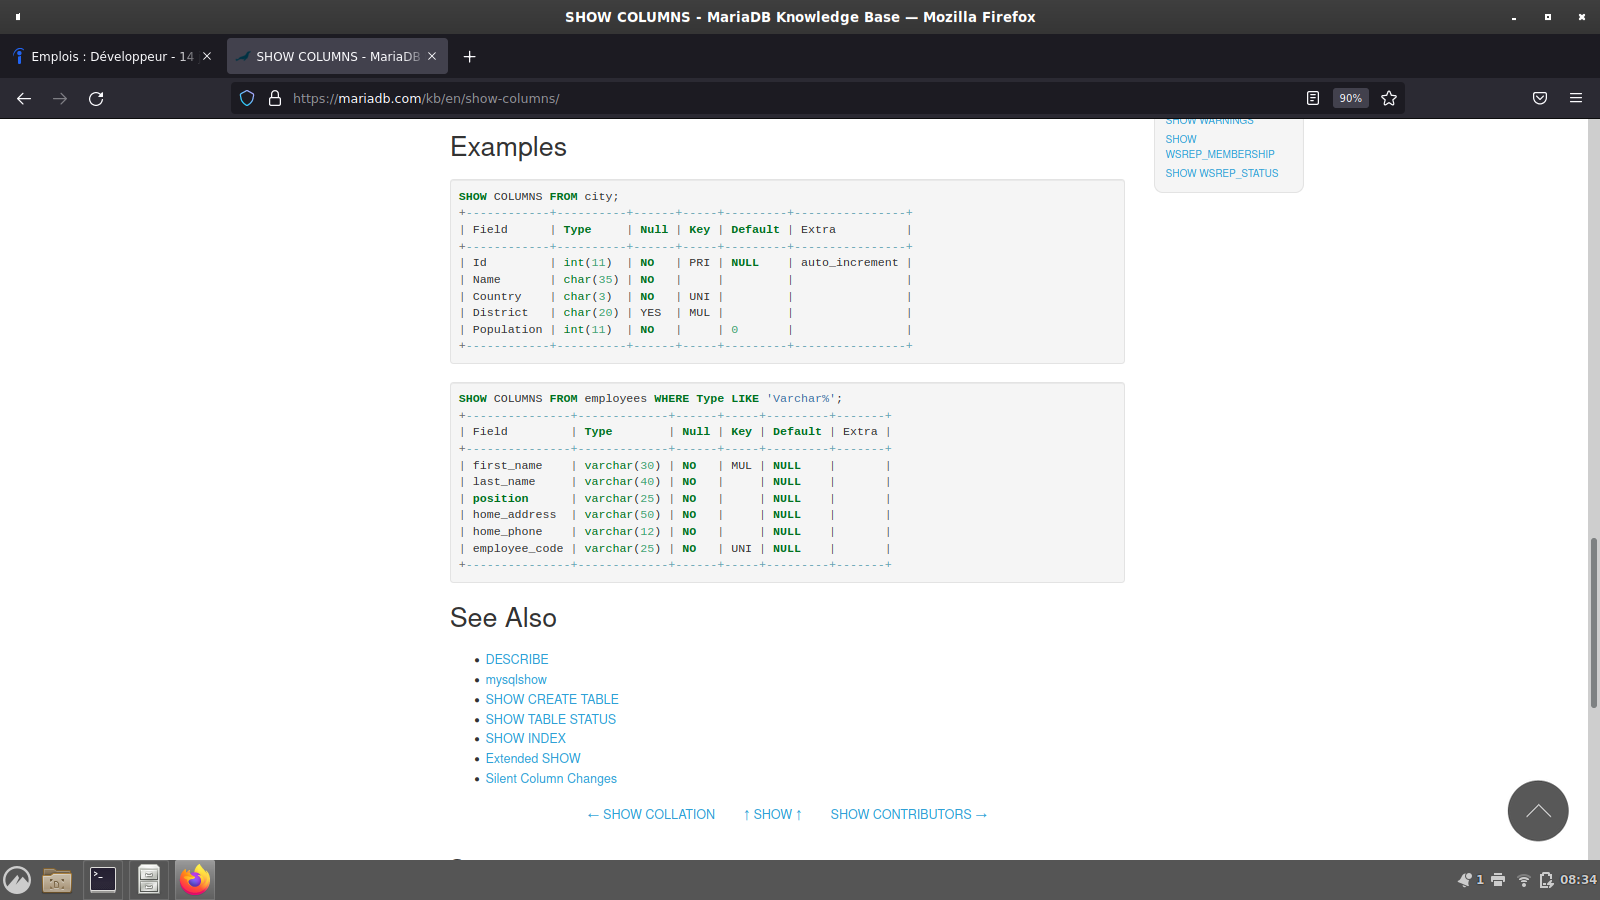 SHOW COLUMNS - MariaDB Knowledge Base — Mozilla Firefox
Emplois : Développeur - 14
SHOW COLUMNS - MariaDB
https://mariadb.com/kb/en/show-columns/
90%
SHOW WARNINGS
SHOW
WSREP_MEMBERSHIP
SHOW WSREP_STATUS
Examples
SHOW COLUMNS FROM city;
+------------+----------+------+-----+---------+----------------+
| Field      | Type     | Null | Key | Default | Extra          |
+------------+----------+------+-----+---------+----------------+
| Id         | int(11)  | NO   | PRI | NULL    | auto_increment |
| Name       | char(35) | NO   |     |         |                |
| Country    | char(3)  | NO   | UNI |         |                |
| District   | char(20) | YES  | MUL |         |                |
| Population | int(11)  | NO   |     | 0       |                |
+------------+----------+------+-----+---------+----------------+
SHOW COLUMNS FROM employees WHERE Type LIKE 'Varchar%';
+---------------+-------------+------+-----+---------+-------+
| Field         | Type        | Null | Key | Default | Extra |
+---------------+-------------+------+-----+---------+-------+
| first_name    | varchar(30) | NO   | MUL | NULL    |       |
| last_name     | varchar(40) | NO   |     | NULL    |       |
| position      | varchar(25) | NO   |     | NULL    |       |
| home_address  | varchar(50) | NO   |     | NULL    |       |
| home_phone    | varchar(12) | NO   |     | NULL    |       |
| employee_code | varchar(25) | NO   | UNI | NULL    |       |
+---------------+-------------+------+-----+---------+-------+
See Also
• DESCRIBE
• mysqlshow
• SHOW CREATE TABLE
• SHOW TABLE STATUS
• SHOW INDEX
• Extended SHOW
• Silent Column Changes
← SHOW COLLATION ↑ SHOW ↑ SHOW CONTRIBUTORS →
1 08:34